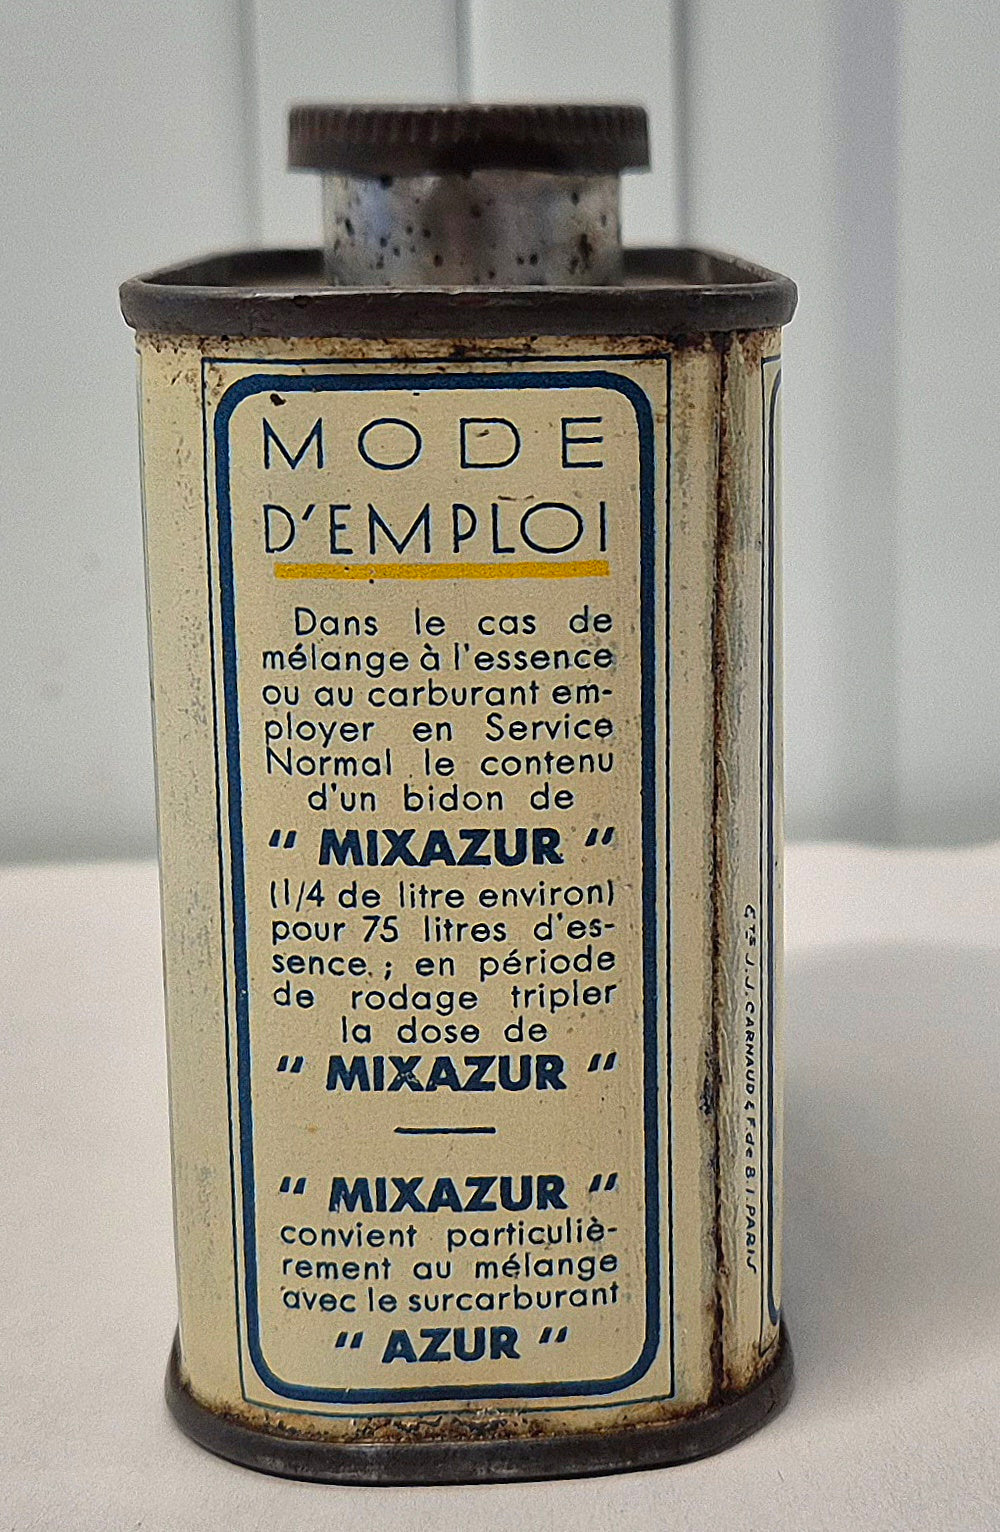 MODE
D'EMPLOI
Dans le cas de
mélange à l'essence
ou au carburant em-
ployer en Service
Normal le contenu
d'un bidon de
“ MIXAZUR “
(1/4 de litre environ)
pour 75 litres d'es-
sence ; en période
de rodage tripler
la dose de
“ MIXAZUR “
“ MIXAZUR “
convient particuliè-
rement au mélange
avec le surcarburant
“ AZUR “
Ets J.J. CARNAUD & F. de B. I. PARIS